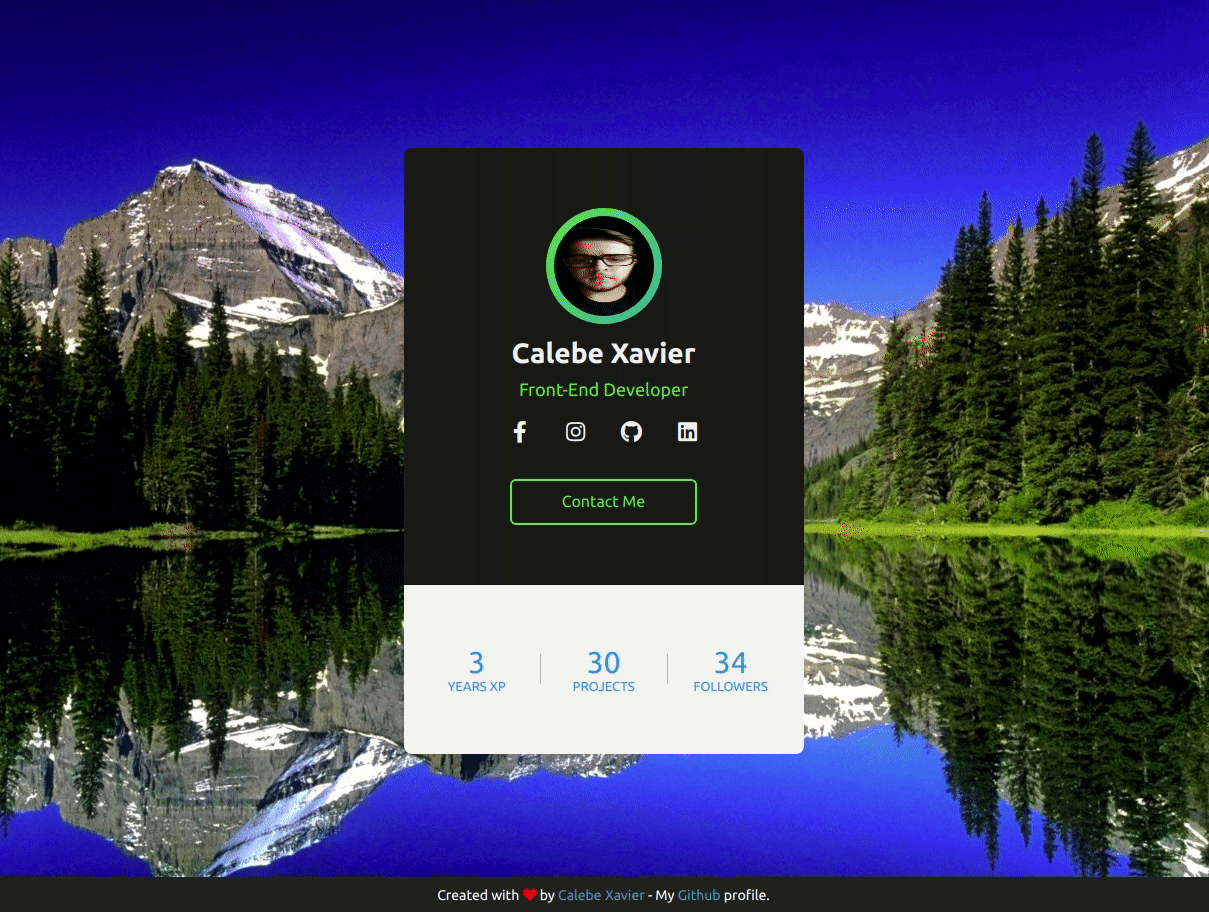 Calebe Xavier
Front-End Developer
Contact Me
3 30 34
YEARS XP PROJECTS FOLLOWERS
Created with ❤ by Calebe Xavier - My Github profile.